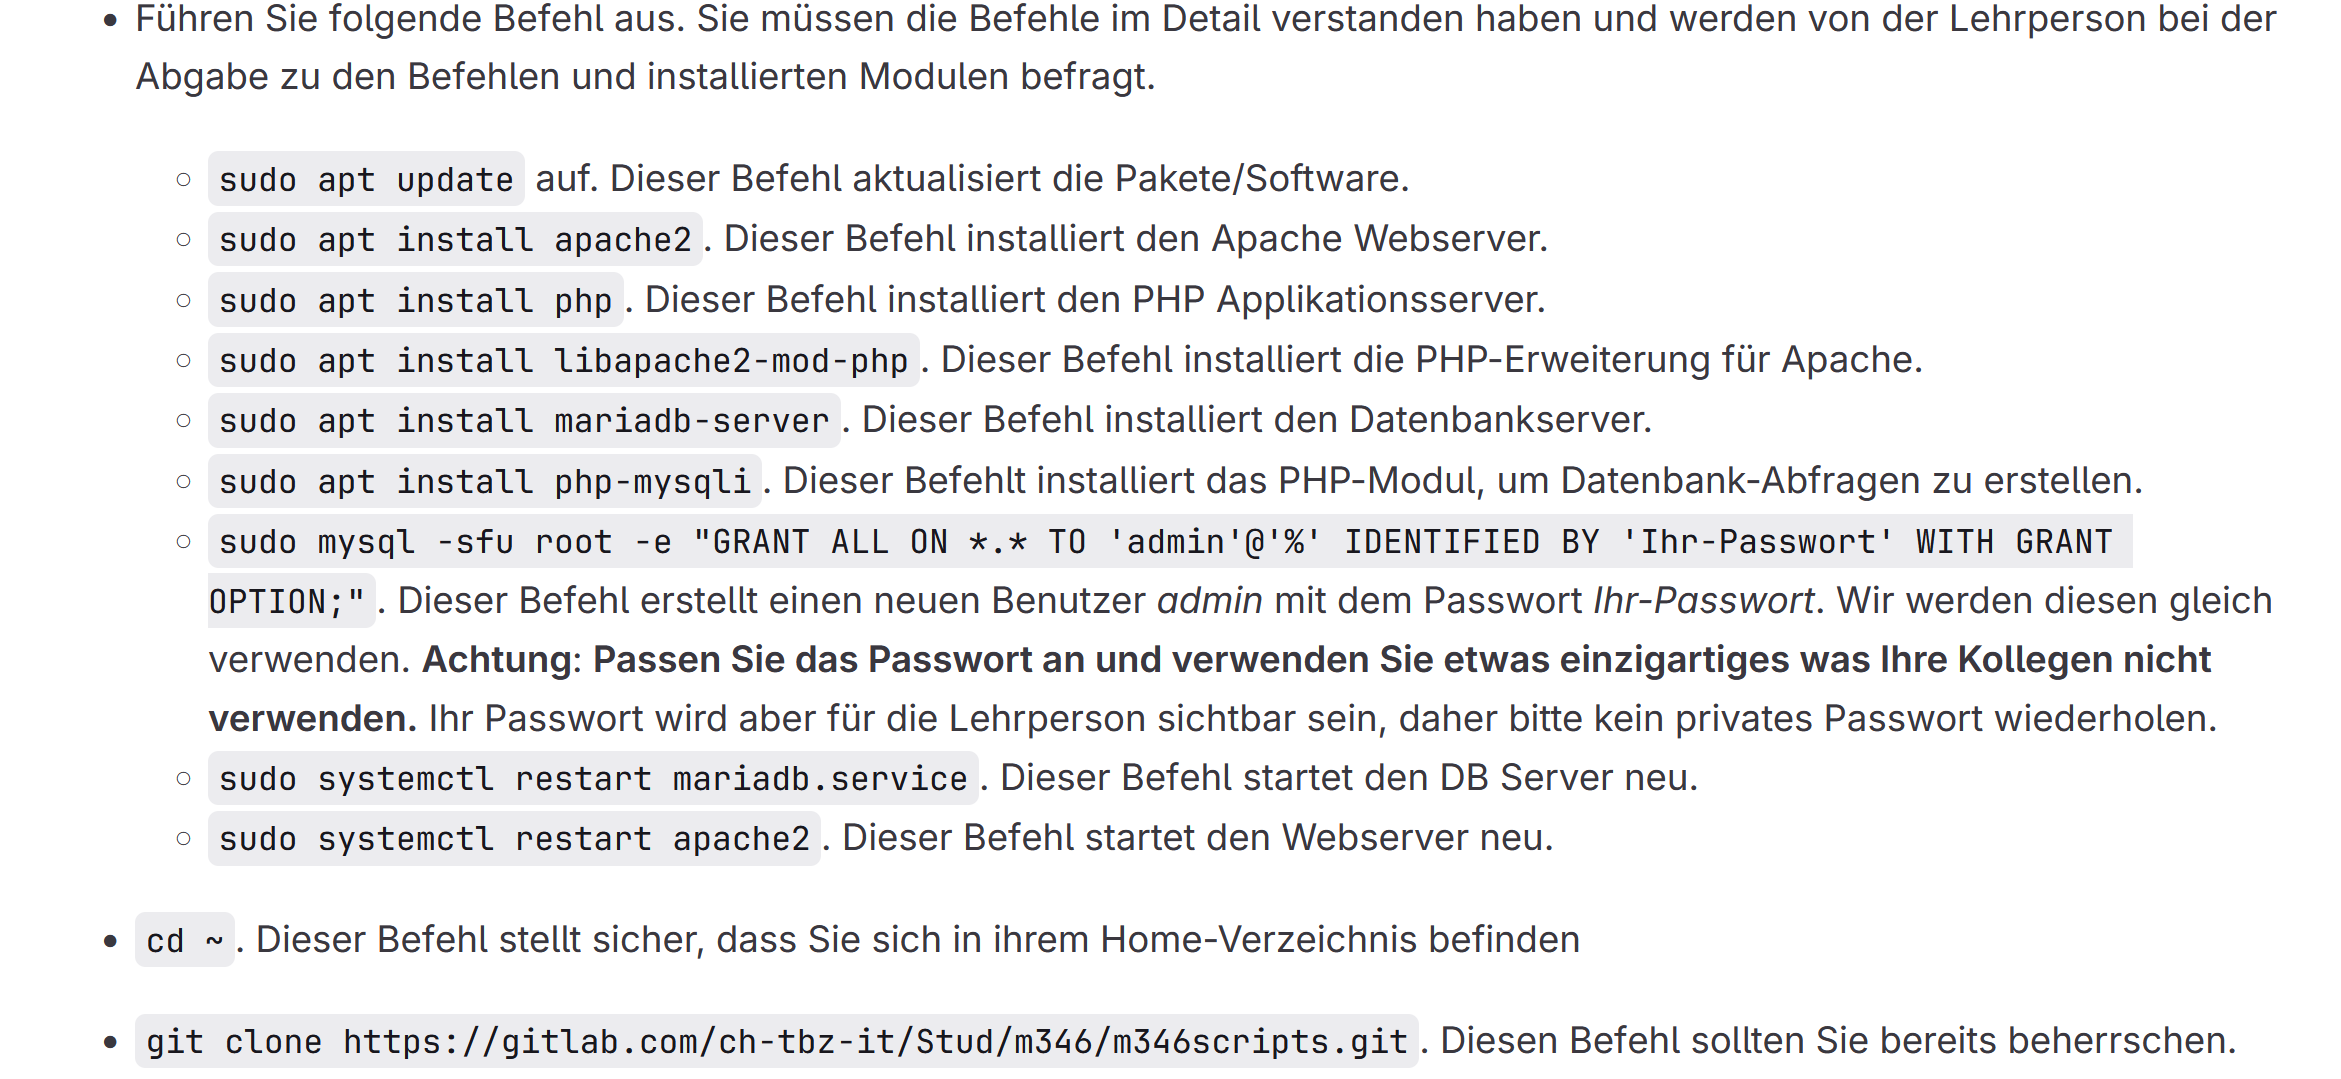 Führen Sie folgende Befehl aus. Sie müssen die Befehle im Detail verstanden haben und werden von der Lehrperson bei der
Abgabe zu den Befehlen und installierten Modulen befragt.
sudo apt update auf. Dieser Befehl aktualisiert die Pakete/Software.
sudo apt install apache2. Dieser Befehl installiert den Apache Webserver.
sudo apt install php. Dieser Befehl installiert den PHP Applikationsserver.
sudo apt install libapache2-mod-php. Dieser Befehl installiert die PHP-Erweiterung für Apache.
sudo apt install mariadb-server. Dieser Befehl installiert den Datenbankserver.
sudo apt install php-mysqli. Dieser Befehlt installiert das PHP-Modul, um Datenbank-Abfragen zu erstellen.
sudo mysql -sfu root -e "GRANT ALL ON *.* TO 'admin'@'%' IDENTIFIED BY 'Ihr-Passwort' WITH GRANT
OPTION;". Dieser Befehl erstellt einen neuen Benutzer admin mit dem Passwort Ihr-Passwort. Wir werden diesen gleich
verwenden. Achtung: Passen Sie das Passwort an und verwenden Sie etwas einzigartiges was Ihre Kollegen nicht
verwenden. Ihr Passwort wird aber für die Lehrperson sichtbar sein, daher bitte kein privates Passwort wiederholen.
sudo systemctl restart mariadb.service. Dieser Befehl startet den DB Server neu.
sudo systemctl restart apache2. Dieser Befehl startet den Webserver neu.
cd ~. Dieser Befehl stellt sicher, dass Sie sich in ihrem Home-Verzeichnis befinden
git clone https://gitlab.com/ch-tbz-it/Stud/m346/m346scripts.git. Diesen Befehl sollten Sie bereits beherrschen.